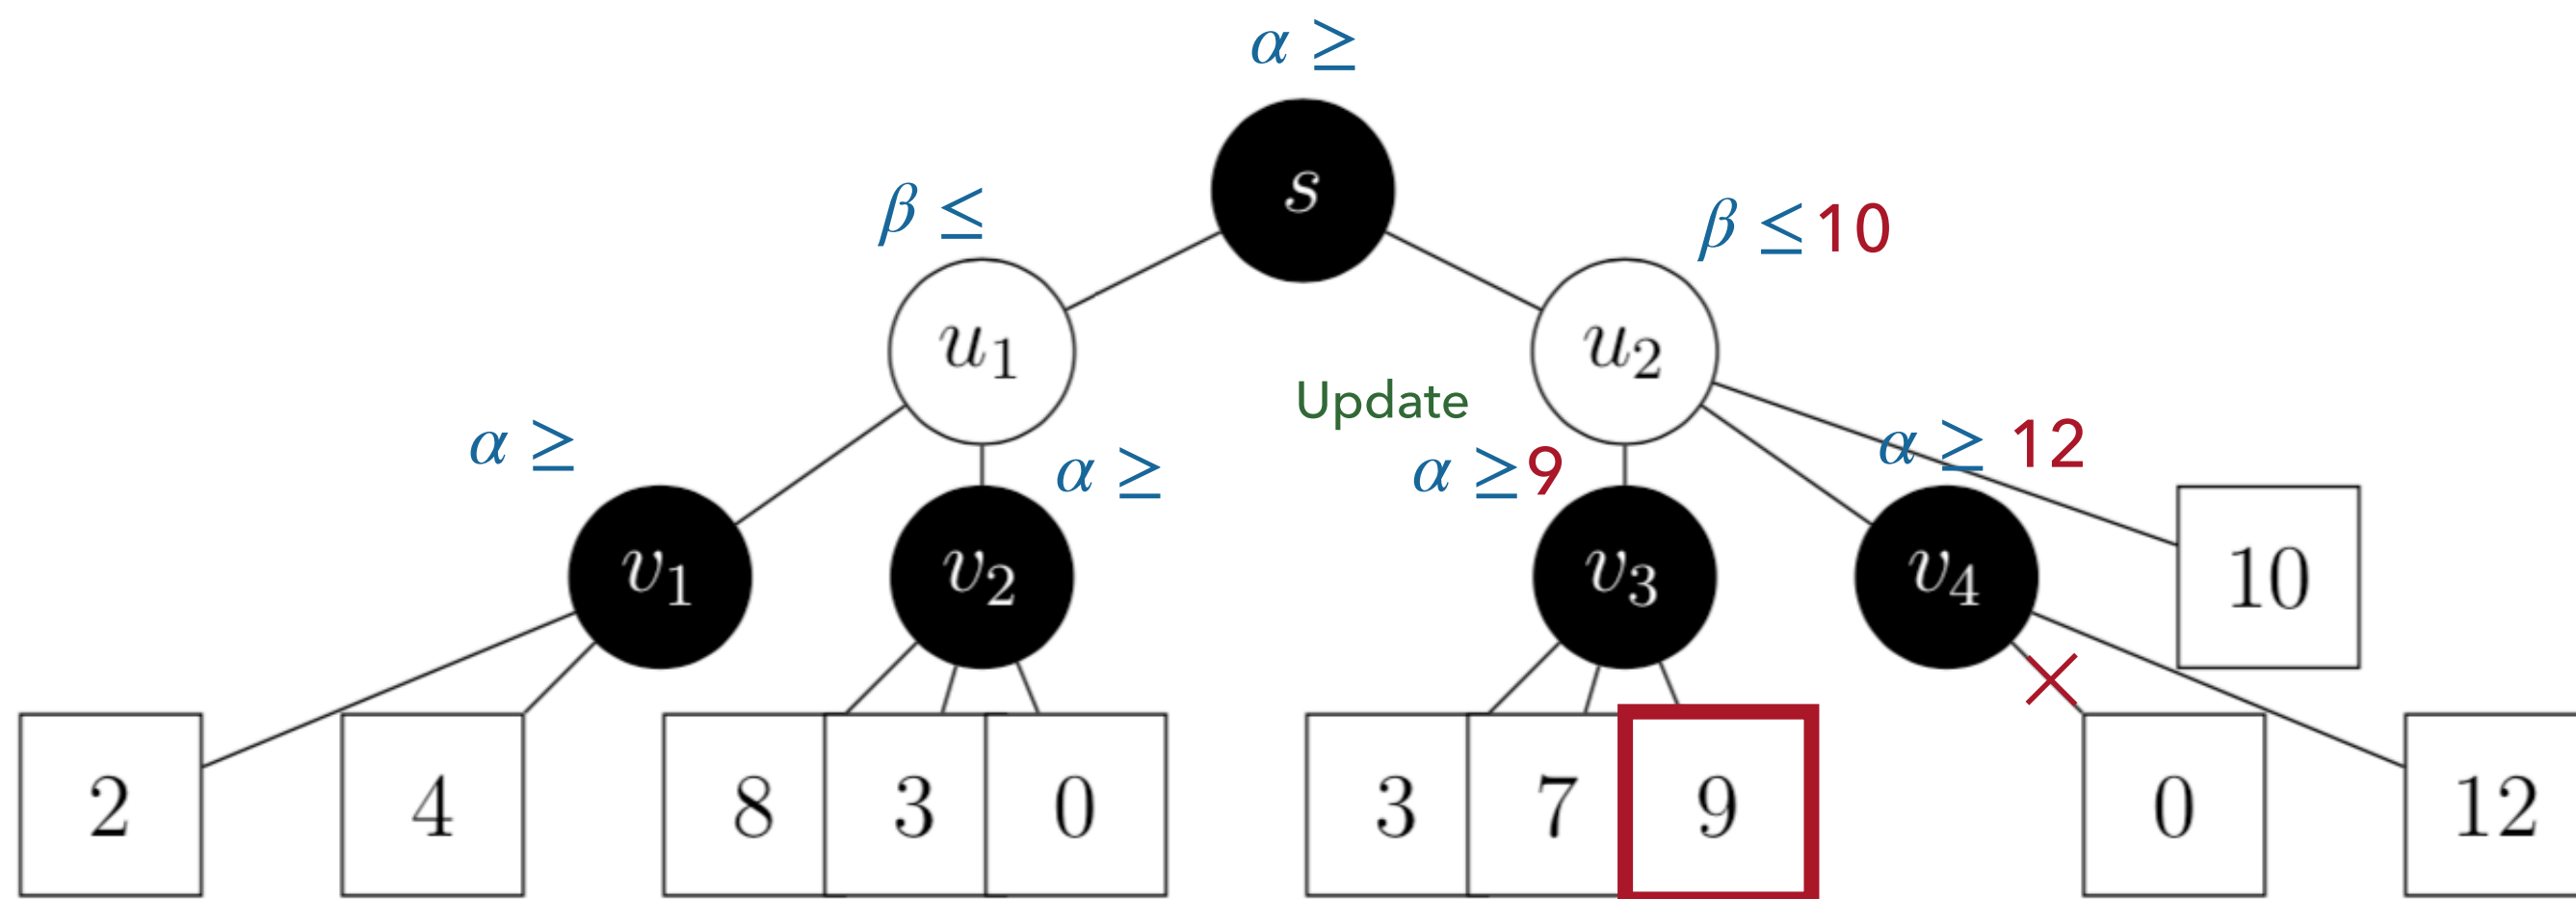 α ≥
s
β ≤
β ≤ 10
u₁
u₂
Update
α ≥
α ≥
α ≥ 9
α ≥ 12
v₁
v₂
v₃
v₄
10
2
4
8
3
0
3
7
9
0
12